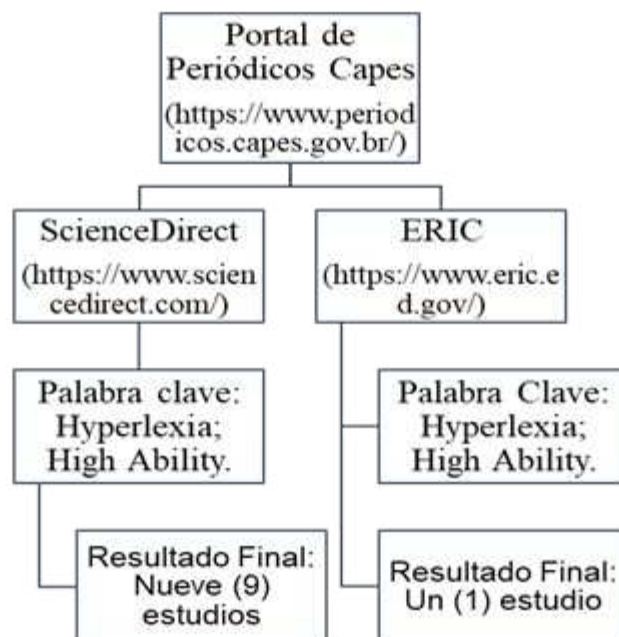 Portal de
Periódicos Capes
(https://www.period
icos.capes.gov.br/)
ScienceDirect
(https://www.scien
cedirect.com/)
ERIC
(https://www.eric.e
d.gov/)
Palabra clave:
Hyperlexia;
High Ability.
Palabra Clave:
Hyperlexia;
High Ability.
Resultado Final:
Nueve (9)
estudios
Resultado Final:
Un (1) estudio